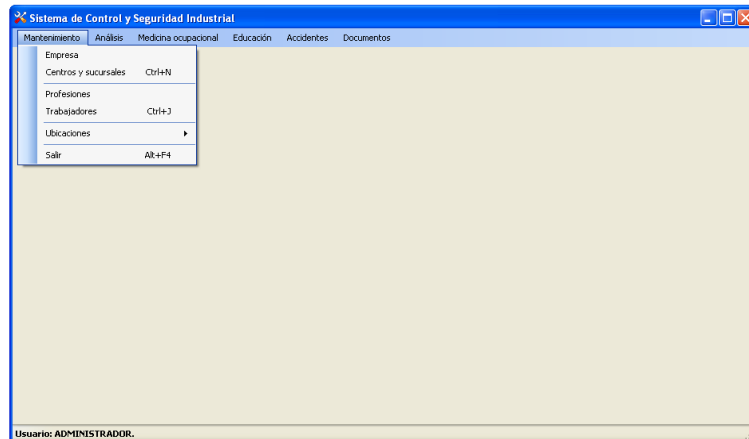 Sistema de Control y Seguridad Industrial
Mantenimiento Análisis Medicina ocupacional Educación Accidentes Documentos
Empresa
Centros y sucursales Ctrl+N
Profesiones
Trabajadores Ctrl+J
Ubicaciones
Salir Alt+F4
Usuario: ADMINISTRADOR.